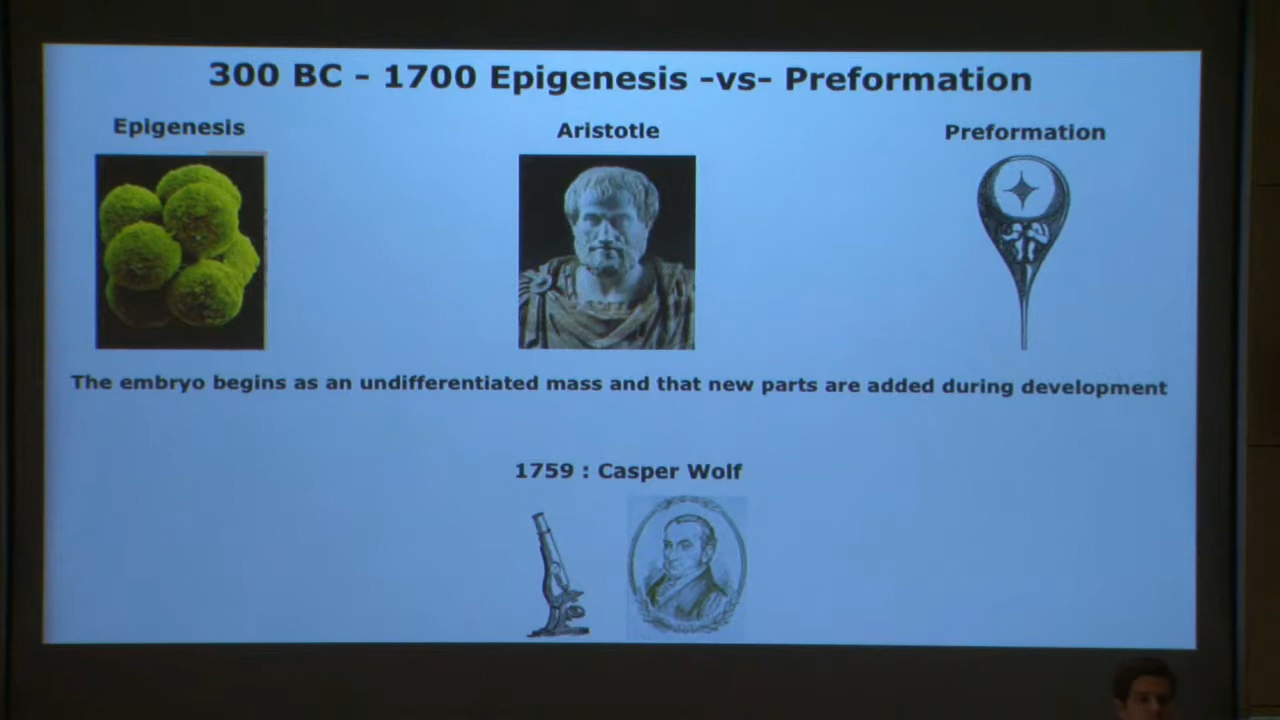 300 BC - 1700 Epigenesis -vs- Preformation
Epigenesis
Aristotle
Preformation
The embryo begins as an undifferentiated mass and that new parts are added during development
1759 : Casper Wolf